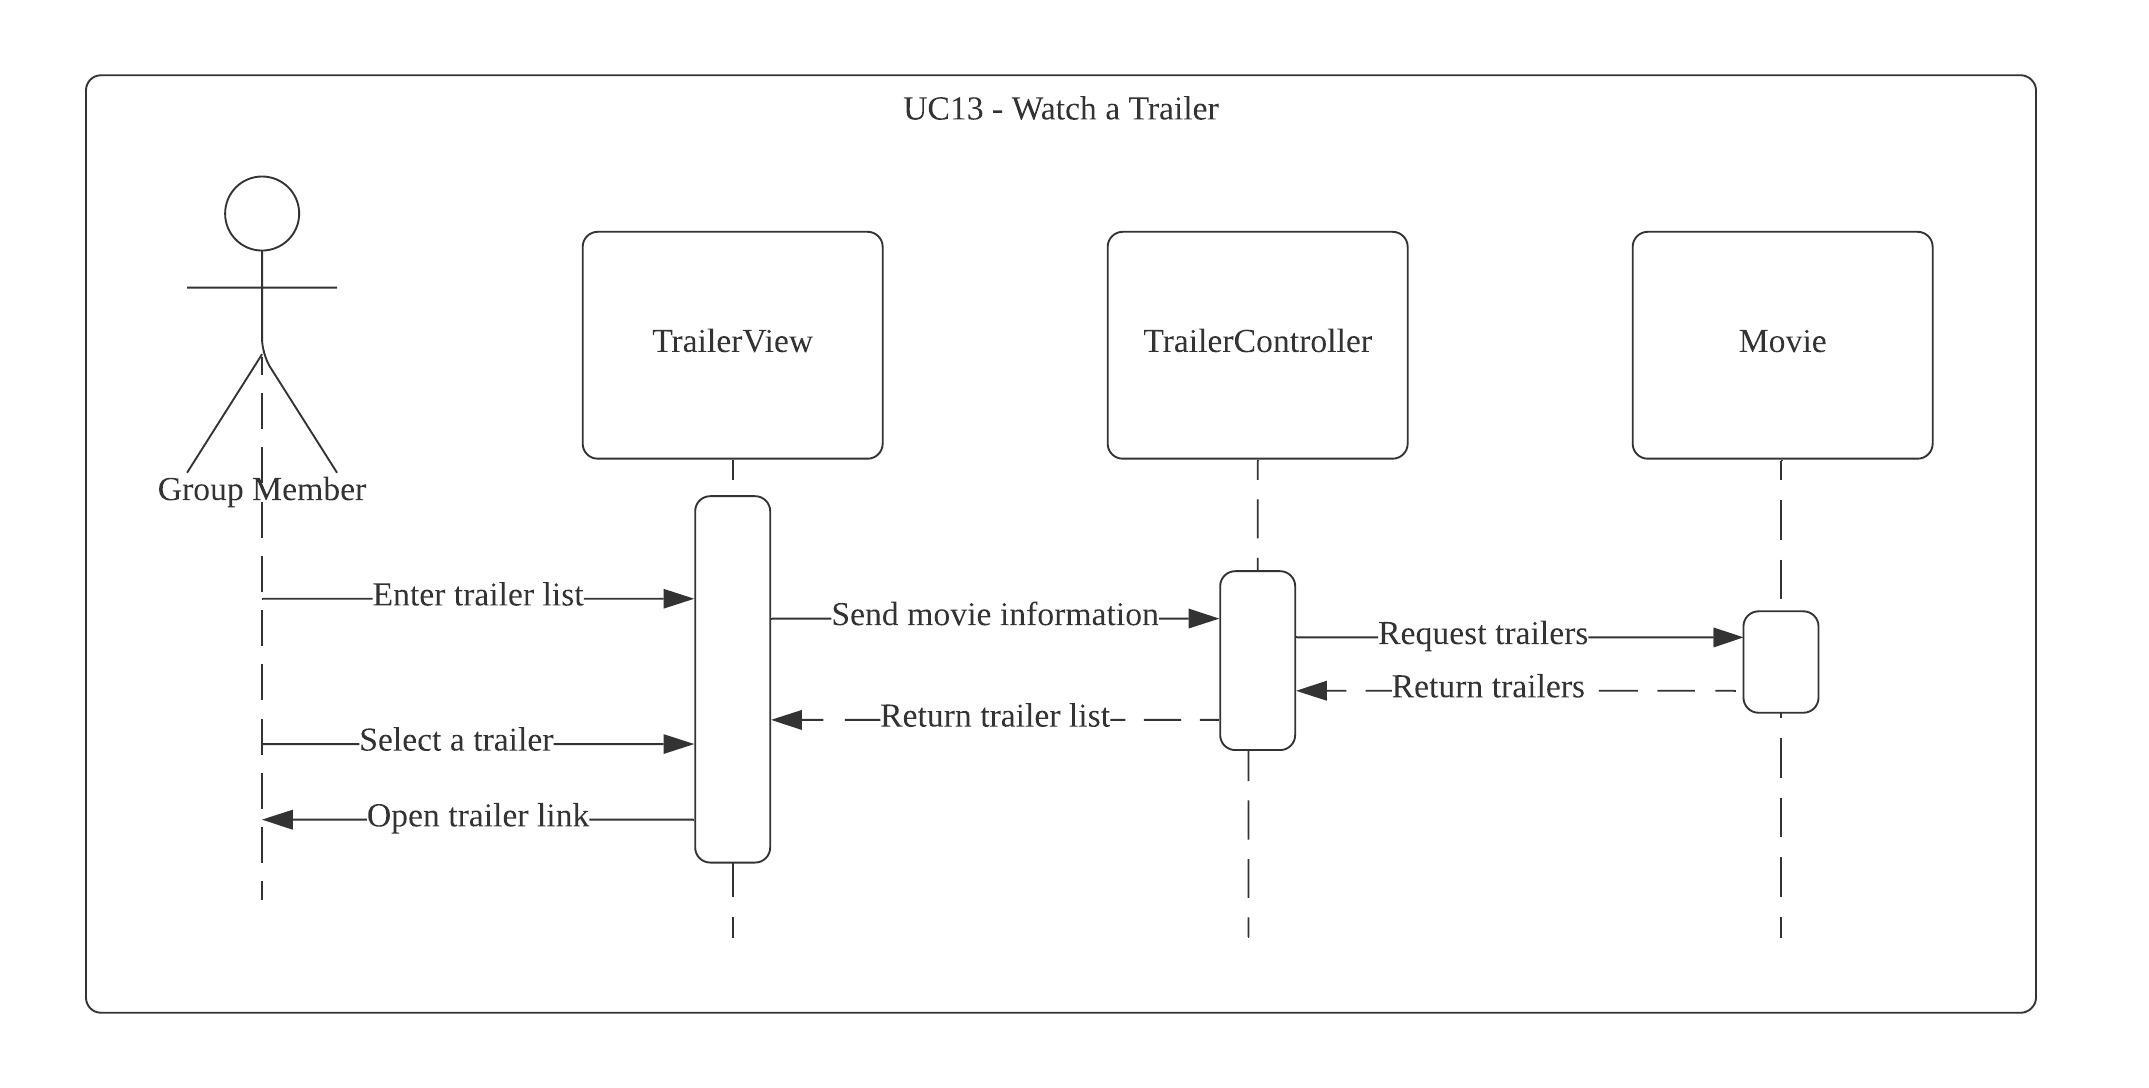 UC13 - Watch a Trailer
TrailerView
TrailerController
Movie
Group Member
Enter trailer list
Send movie information
Request trailers
Return trailers
Return trailer list
Select a trailer
Open trailer link